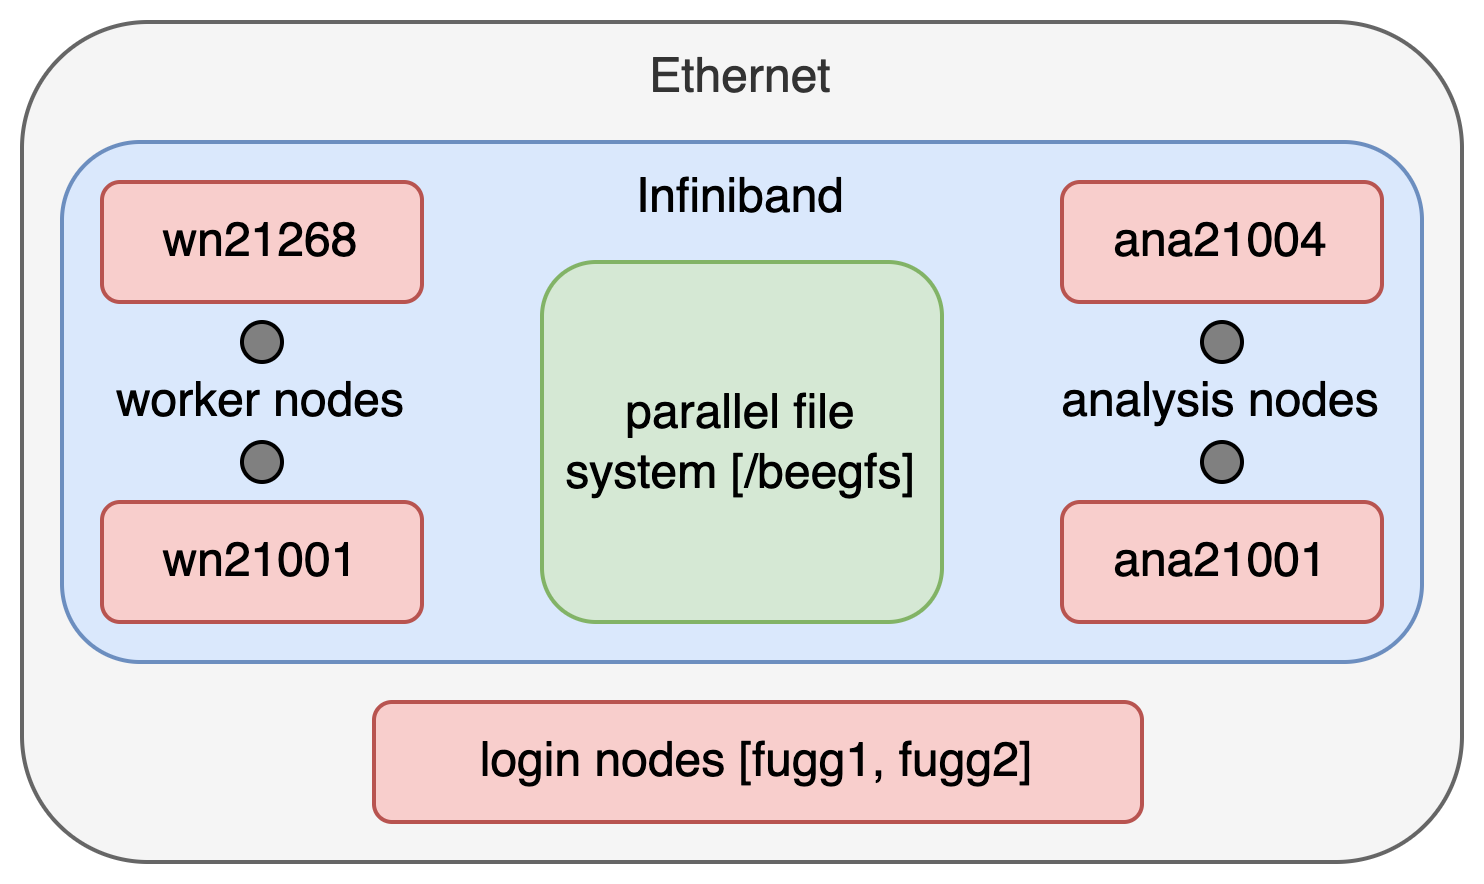 Ethernet
Infiniband
wn21268
worker nodes
wn21001
parallel file
system [/beegfs]
ana21004
analysis nodes
ana21001
login nodes [fugg1, fugg2]